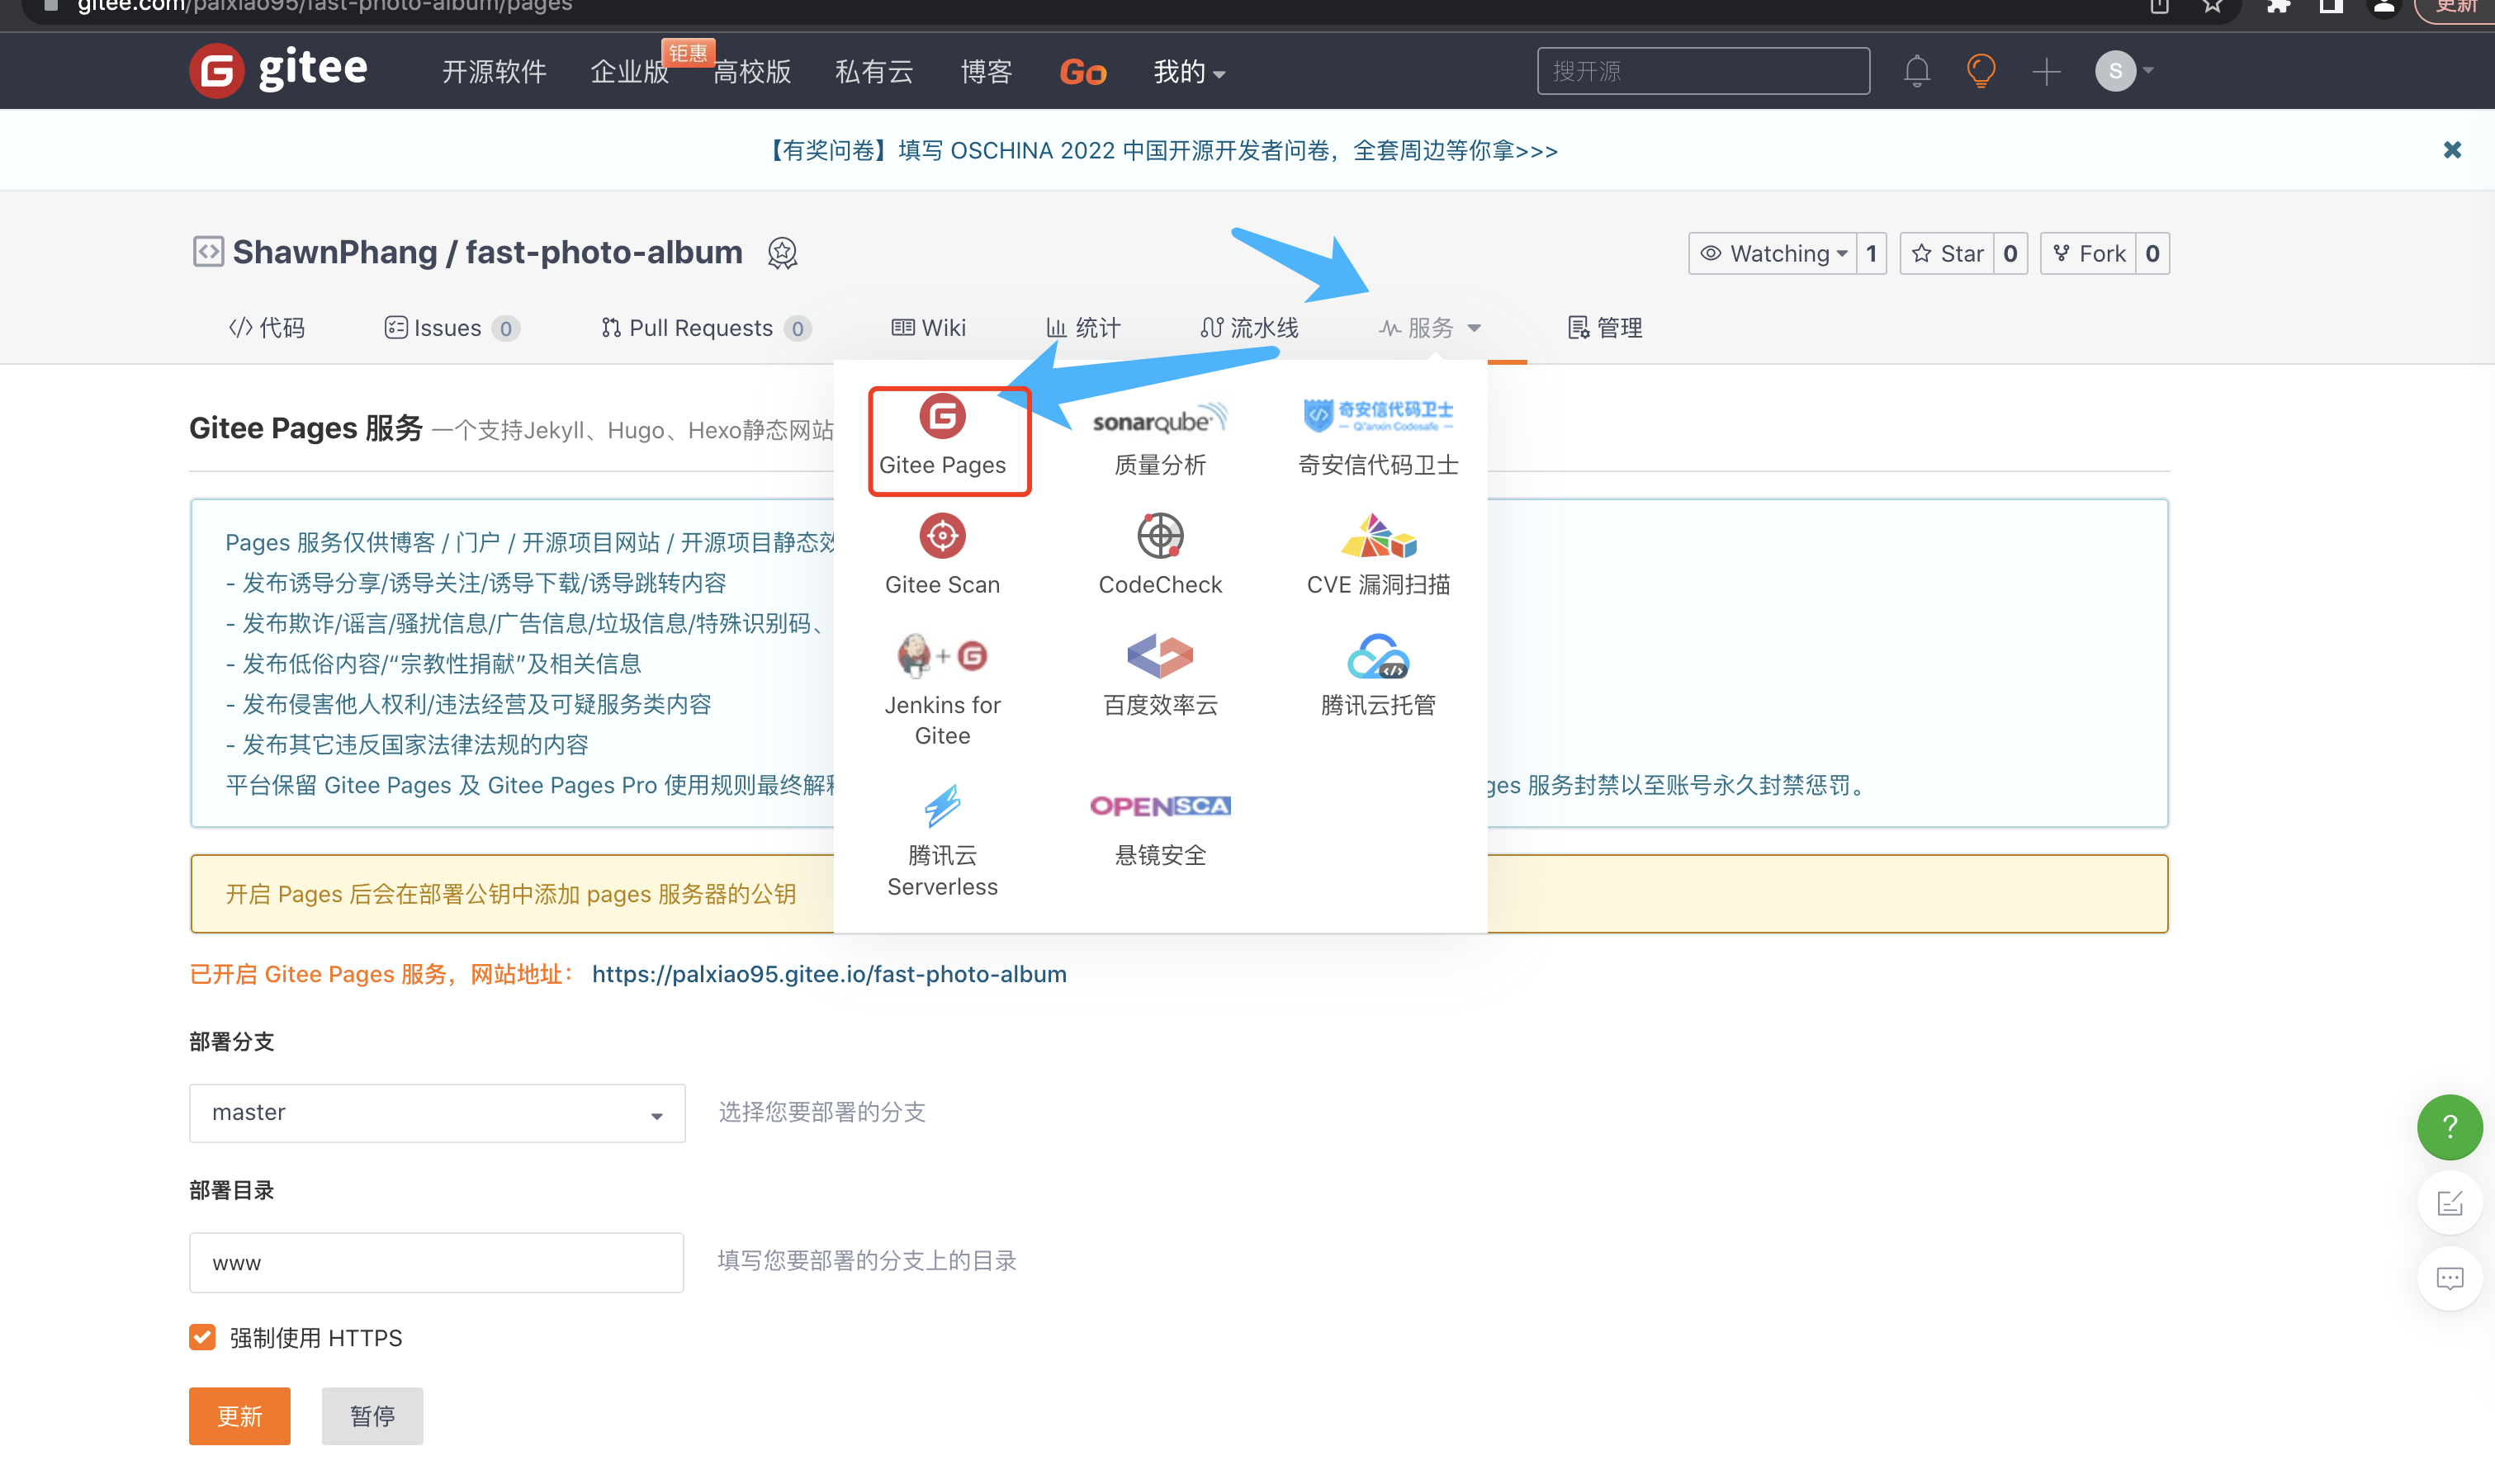 gitee.com/palxiao95/fast-photo-album/pages
更新
gitee
开源软件
企业版
钜惠
高校版
私有云
博客
Go
我的
搜开源
S
【有奖问卷】填写 OSCHINA 2022 中国开源开发者问卷，全套周边等你拿>>>
ShawnPhang / fast-photo-album
Watching 1
Star 0
Fork 0
代码
Issues 0
Pull Requests 0
Wiki
统计
流水线
服务
管理
Gitee Pages 服务 一个支持Jekyll、Hugo、Hexo静态网站
Pages 服务仅供博客 / 门户 / 开源项目网站 / 开源项目静态效
- 发布诱导分享/诱导关注/诱导下载/诱导跳转内容
- 发布欺诈/谣言/骚扰信息/广告信息/垃圾信息/特殊识别码、
- 发布低俗内容/“宗教性捐献”及相关信息
- 发布侵害他人权利/违法经营及可疑服务类内容
- 发布其它违反国家法律法规的内容
平台保留 Gitee Pages 及 Gitee Pages Pro 使用规则最终解释
ges 服务封禁以至账号永久封禁惩罚。
Gitee Pages
sonarqube
质量分析
奇安信代码卫士
Qi'anxin Codesafe
奇安信代码卫士
Gitee Scan
CodeCheck
CVE 漏洞扫描
Jenkins for
Gitee
百度效率云
腾讯云托管
腾讯云
Serverless
OPENSCA
悬镜安全
开启 Pages 后会在部署公钥中添加 pages 服务器的公钥
已开启 Gitee Pages 服务，网站地址： https://palxiao95.gitee.io/fast-photo-album
部署分支
master
选择您要部署的分支
部署目录
www
填写您要部署的分支上的目录
强制使用 HTTPS
更新
暂停
?